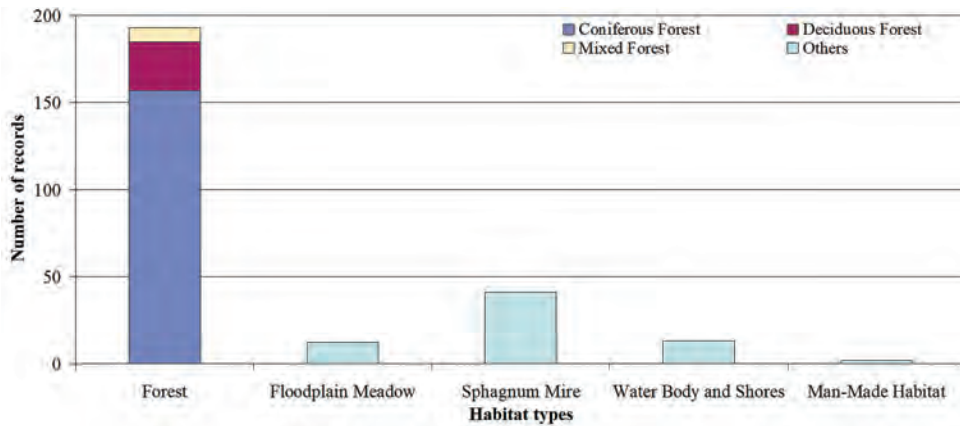 200
150
100
50
0
Number of records
Coniferous Forest
Deciduous Forest
Mixed Forest
Others
Forest
Floodplain Meadow
Sphagnum Mire
Water Body and Shores
Man-Made Habitat
Habitat types